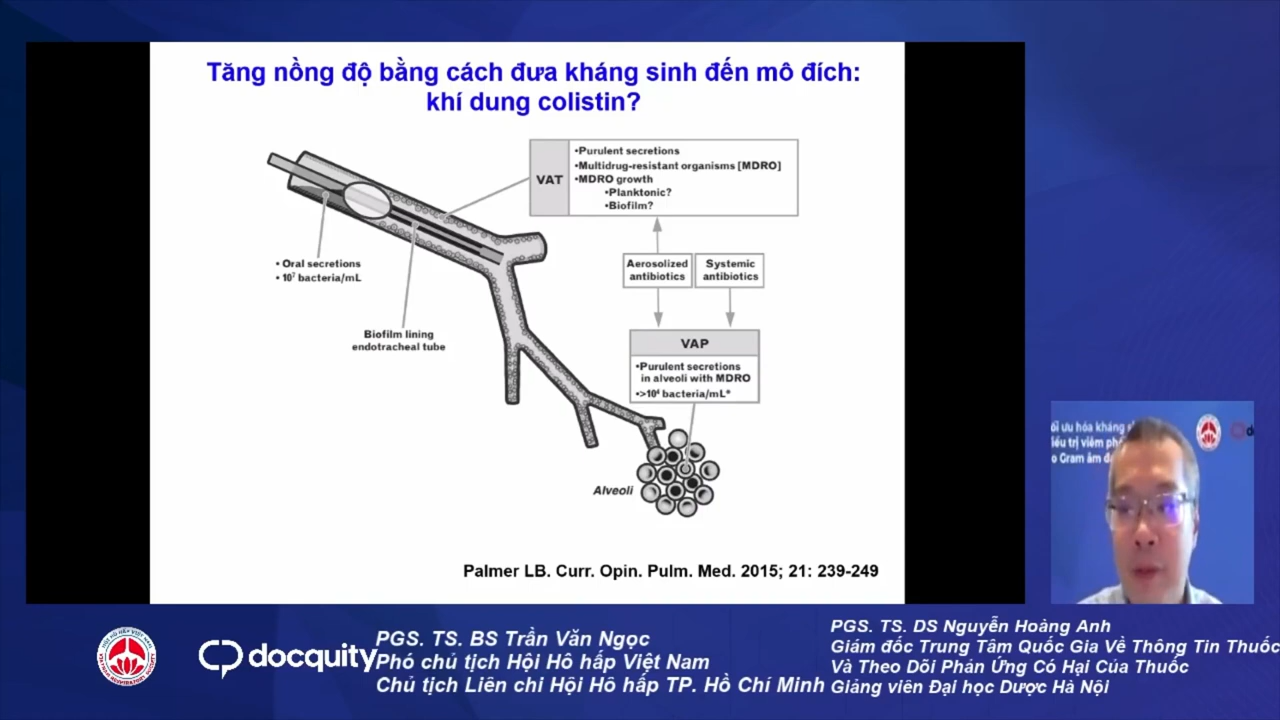 Tăng nồng độ bằng cách đưa kháng sinh đến mô đích:
khí dung colistin?
VAT
•Purulent secretions
•Multidrug-resistant organisms [MDRO]
•MDRO growth
•Planktonic?
•Biofilm?
• Oral secretions
• 10⁷ bacteria/mL
Aerosolized
antibiotics
Systemic
antibiotics
Biofilm lining
endotracheal tube
VAP
•Purulent secretions
in alveoli with MDRO
•>10⁴ bacteria/mL*
Alveoli
Palmer LB. Curr. Opin. Pulm. Med. 2015; 21: 239-249
HỘI HÔ HẤP VIỆT NAM
docquity
PGS. TS. BS Trần Văn Ngọc
Phó chủ tịch Hội Hô hấp Việt Nam
Chủ tịch Liên chi Hội Hô hấp TP. Hồ Chí Minh
PGS. TS. DS Nguyễn Hoàng Anh
Giám đốc Trung Tâm Quốc Gia Về Thông Tin Thuốc
Và Theo Dõi Phản Ứng Có Hại Của Thuốc
Giảng viên Đại học Dược Hà Nội